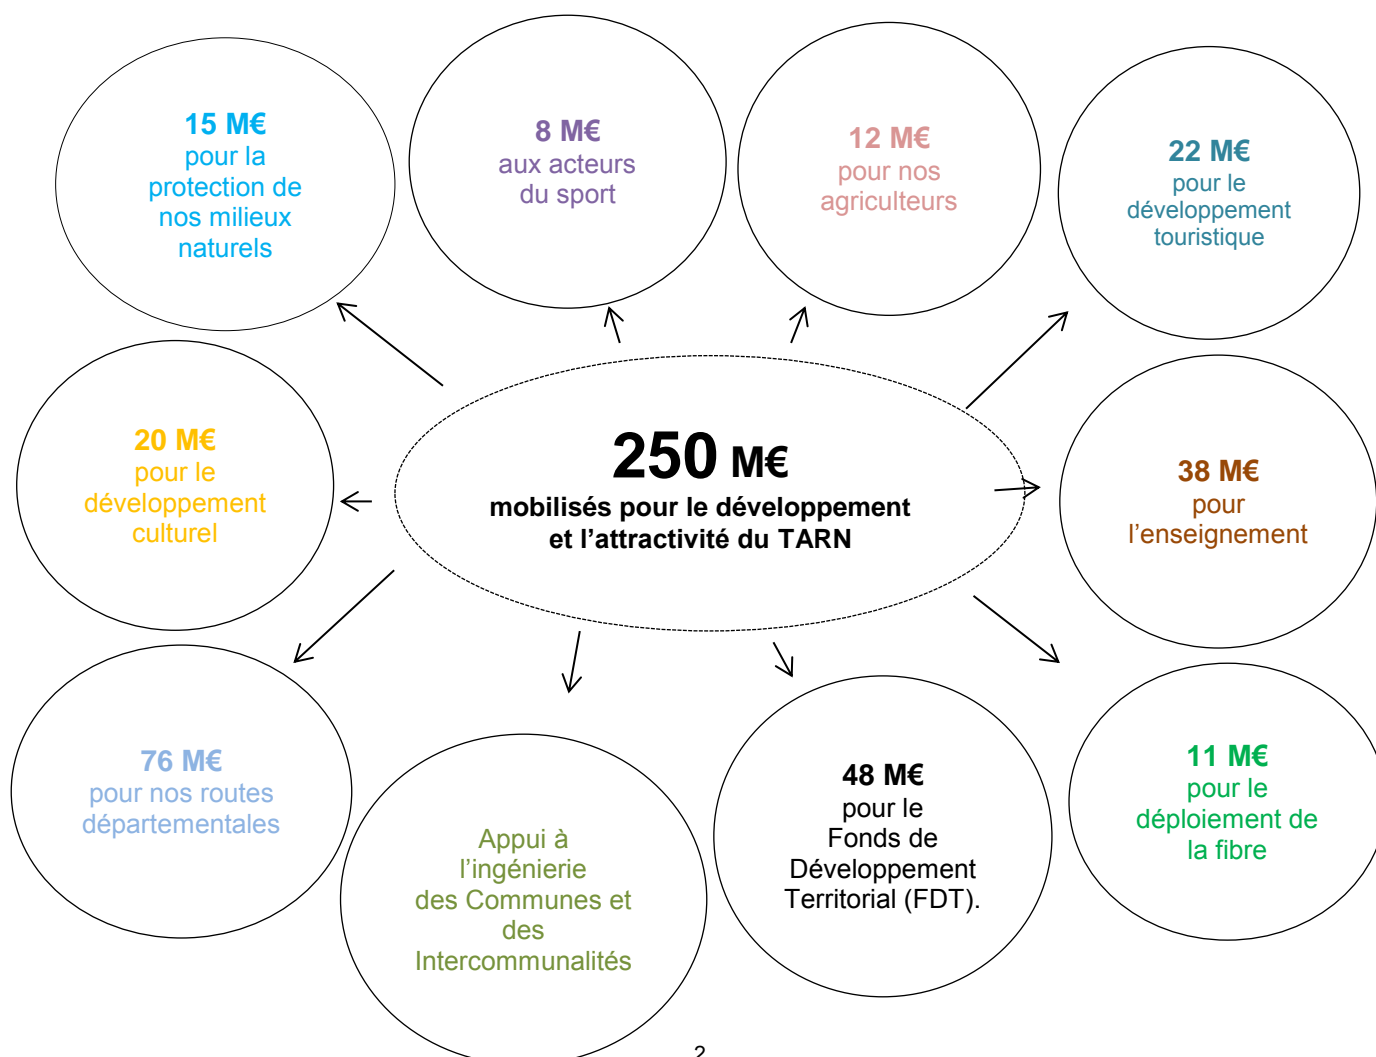 15 M€
pour la
protection de
nos milieux
naturels
8 M€
aux acteurs
du sport
12 M€
pour nos
agriculteurs
22 M€
pour le
développement
touristique
20 M€
pour le
développement
culturel
250 M€
mobilisés pour le développement
et l’attractivité du TARN
38 M€
pour
l’enseignement
76 M€
pour nos routes
départementales
Appui à
l’ingénierie
des Communes et
des
Intercommunalités
48 M€
pour le
Fonds de
Développement
Territorial (FDT).
11 M€
pour le
déploiement de
la fibre
2